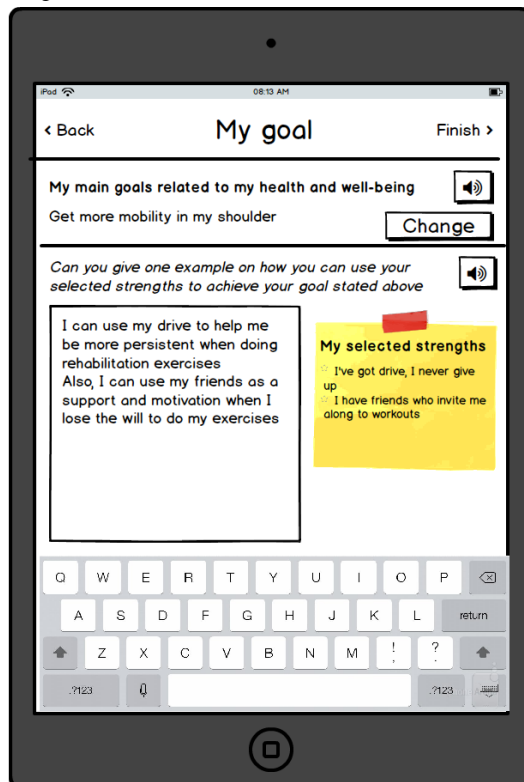 iPod 08:13 AM
< Back My goal Finish >
My main goals related to my health and well-being
Get more mobility in my shoulder
Change
Can you give one example on how you can use your
selected strengths to achieve your goal stated above
I can use my drive to help me
be more persistent when doing
rehabilitation exercises
Also, I can use my friends as a
support and motivation when I
lose the will to do my exercises
My selected strengths
I've got drive, I never give
up
I have friends who invite me
along to workouts
Q W E R T Y U I O P
A S D F G H J K L return
Z X C V B N M ! , ? .
.?123 .?123